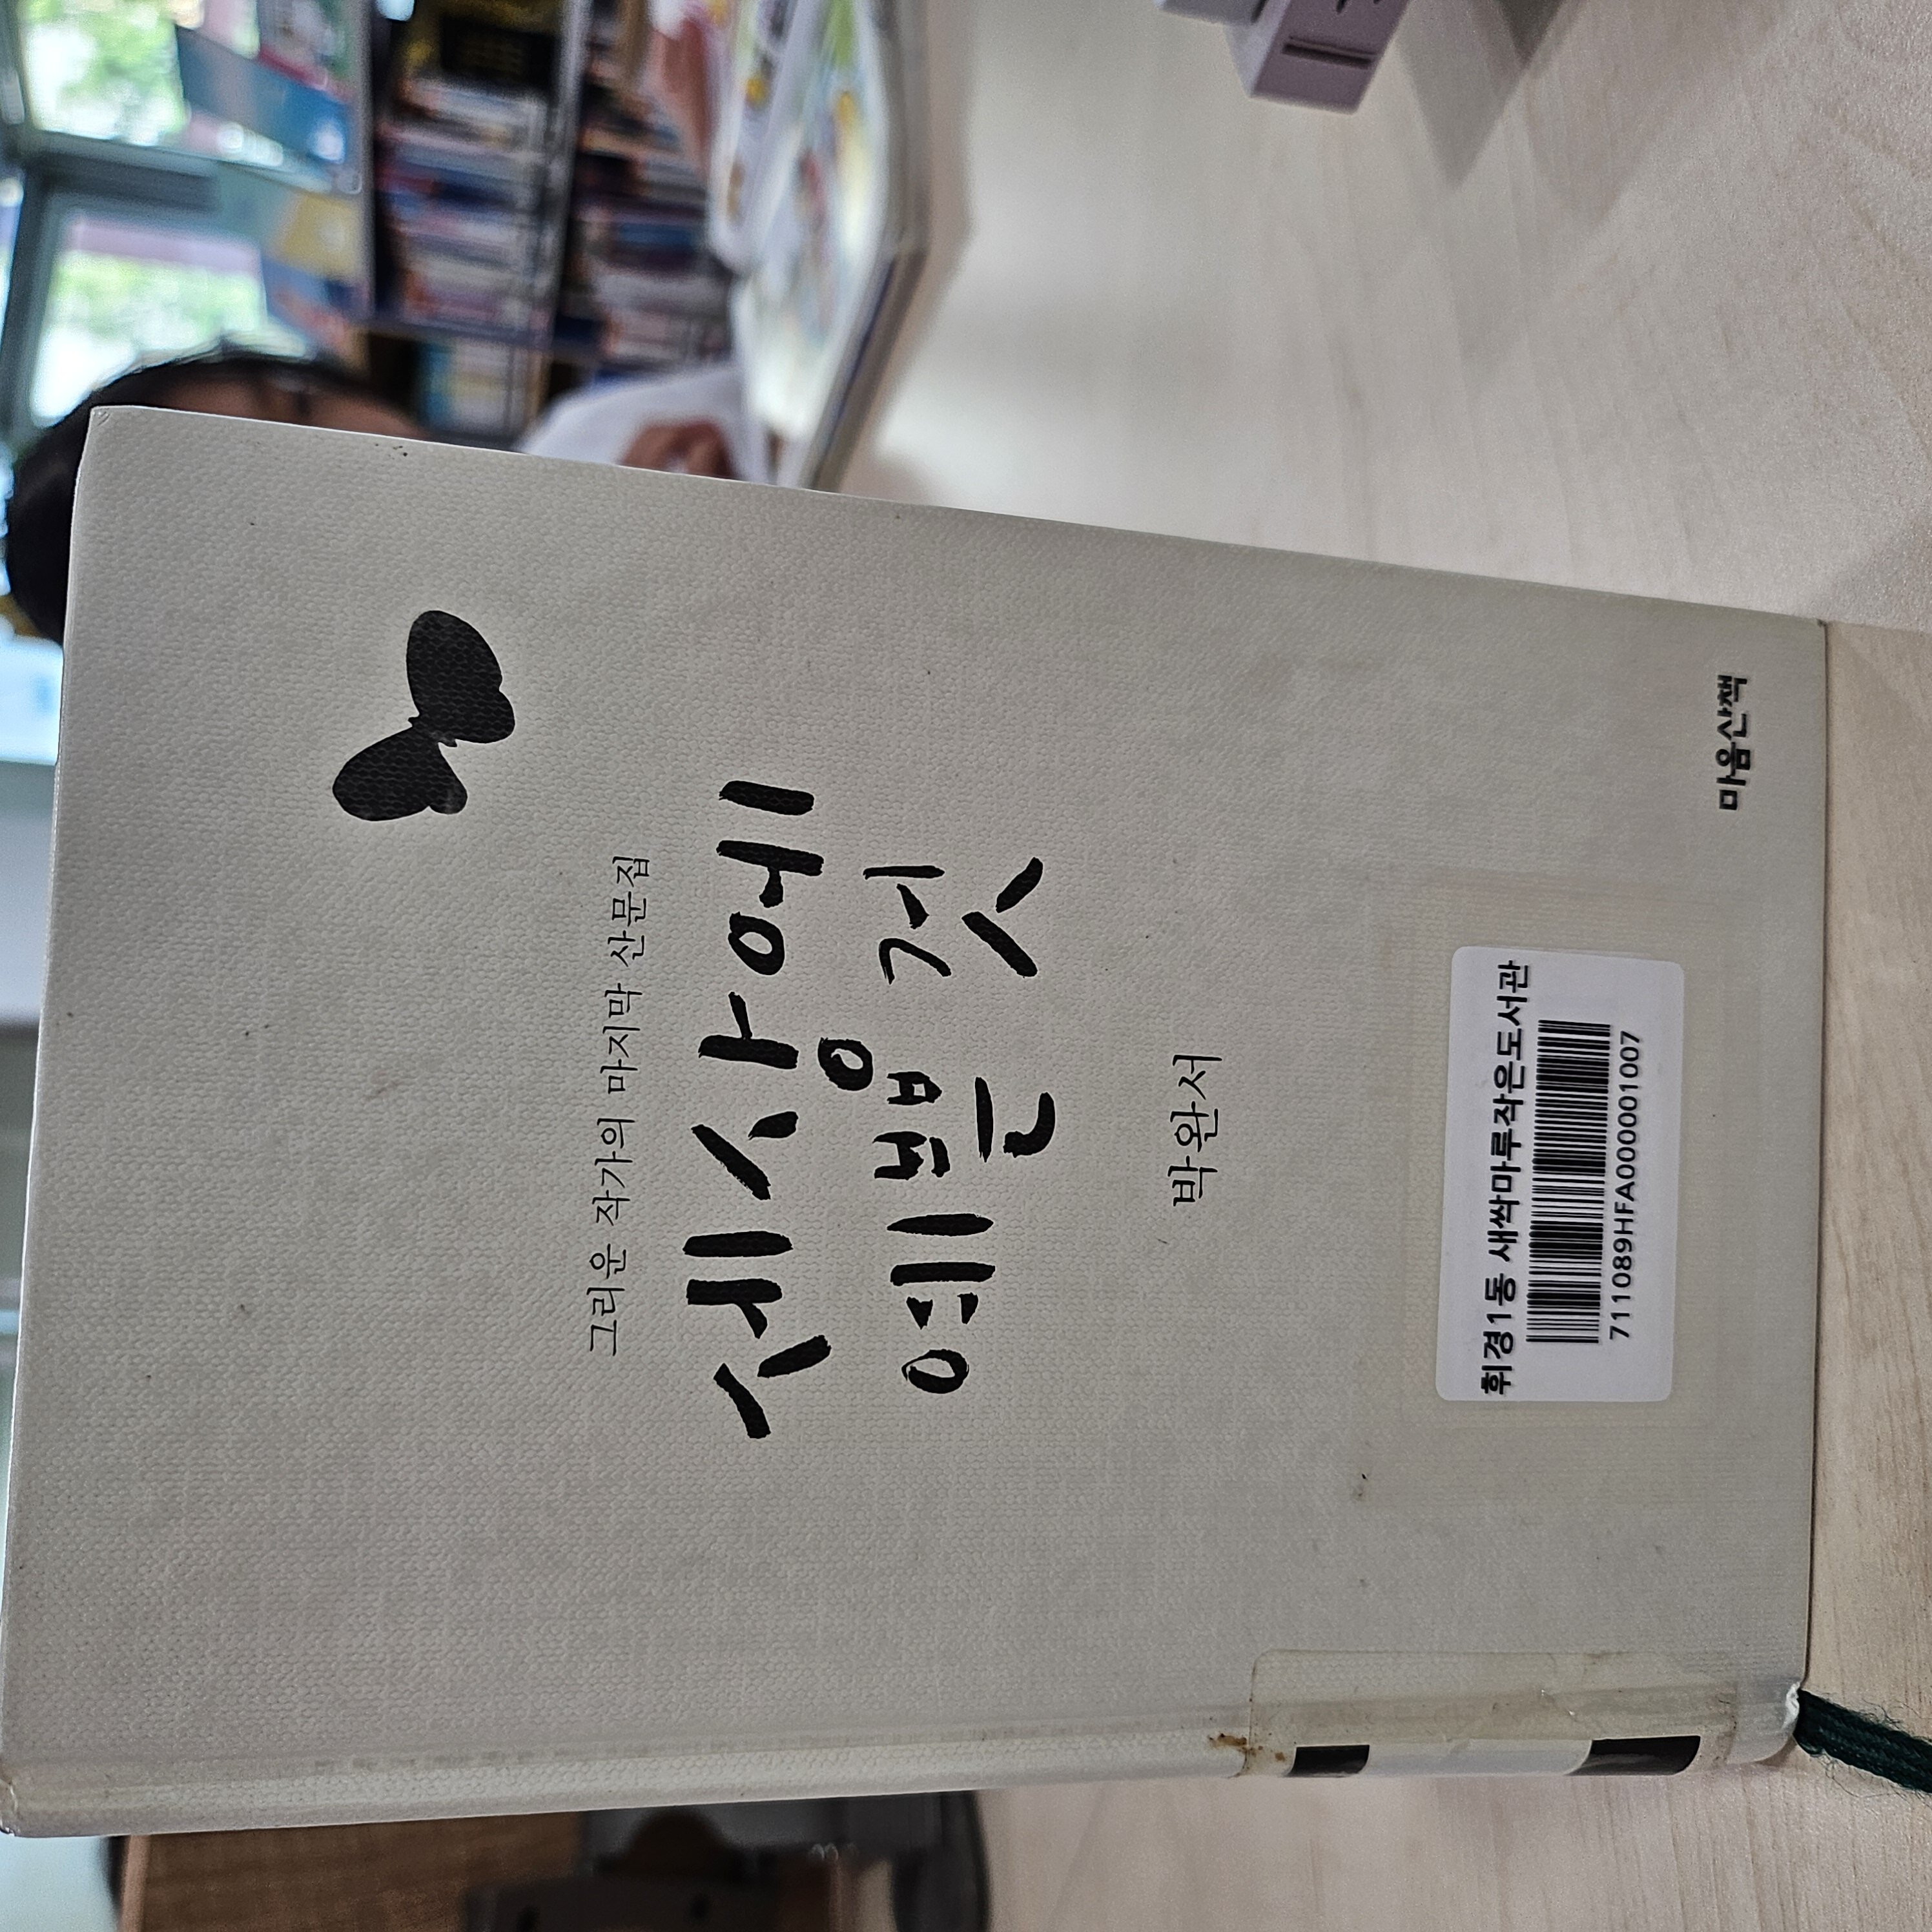 그리운 작가의 마지막 산문집
세상에
예쁜 것
박완서
휘경1동 새싹마루작은도서관
711089HFA000001007
마음산책